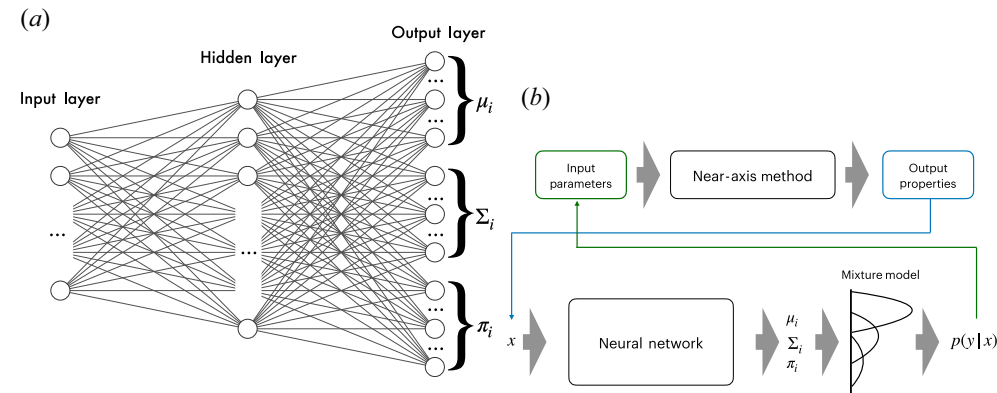 (a)
Output layer
Hidden layer
Input layer
...
...
...
...
...
...
...
...
μi
Σi
πi
(b)
Input
parameters
Near-axis method
Output
properties
Mixture model
x
Neural network
μi
Σi
πi
p(y|x)